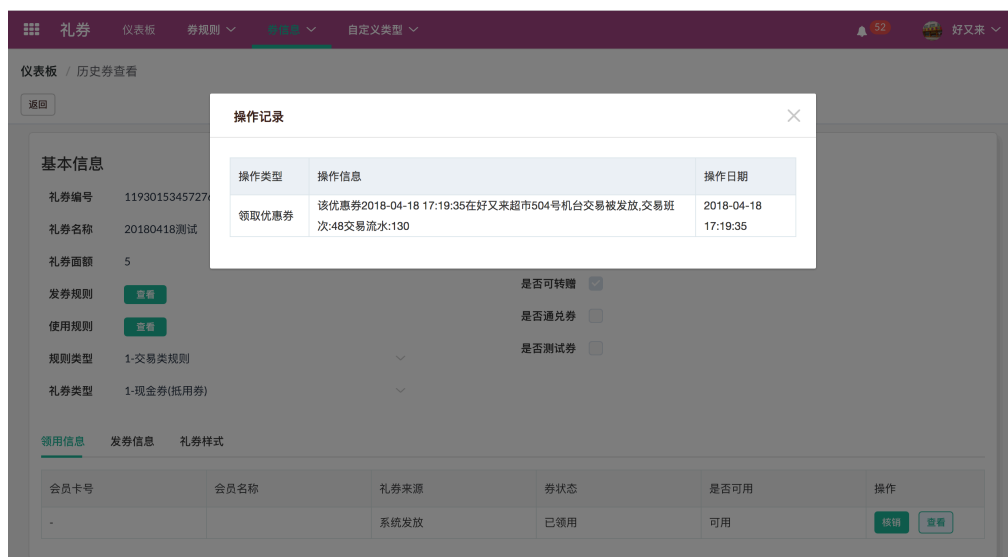 礼券 仪表板 券规则 券信息 自定义类型 52 好又来
仪表板 / 历史券查看
返回
操作记录
操作类型 操作信息 操作日期
领取优惠券 该优惠券2018-04-18 17:19:35在好又来超市504号机台交易被发放,交易班 2018-04-18
次:48交易流水:130 17:19:35
基本信息
礼券编号
礼券名称 20180418测试
礼券面额 5
发券规则 查看 是否可转赠
使用规则 查看 是否通兑券
规则类型 1-交易类规则 是否测试券
礼券类型 1-现金券(抵用券)
领用信息 发券信息 礼券样式
会员卡号 会员名称 礼券来源 券状态 是否可用 操作
- 系统发放 已领用 可用 核销 查看